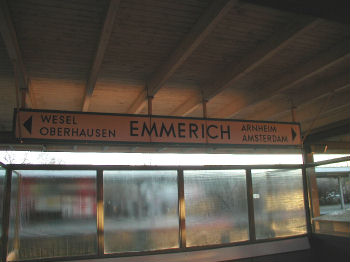 WESEL
OBERHAUSEN
EMMERICH
ARNHEIM
AMSTERDAM